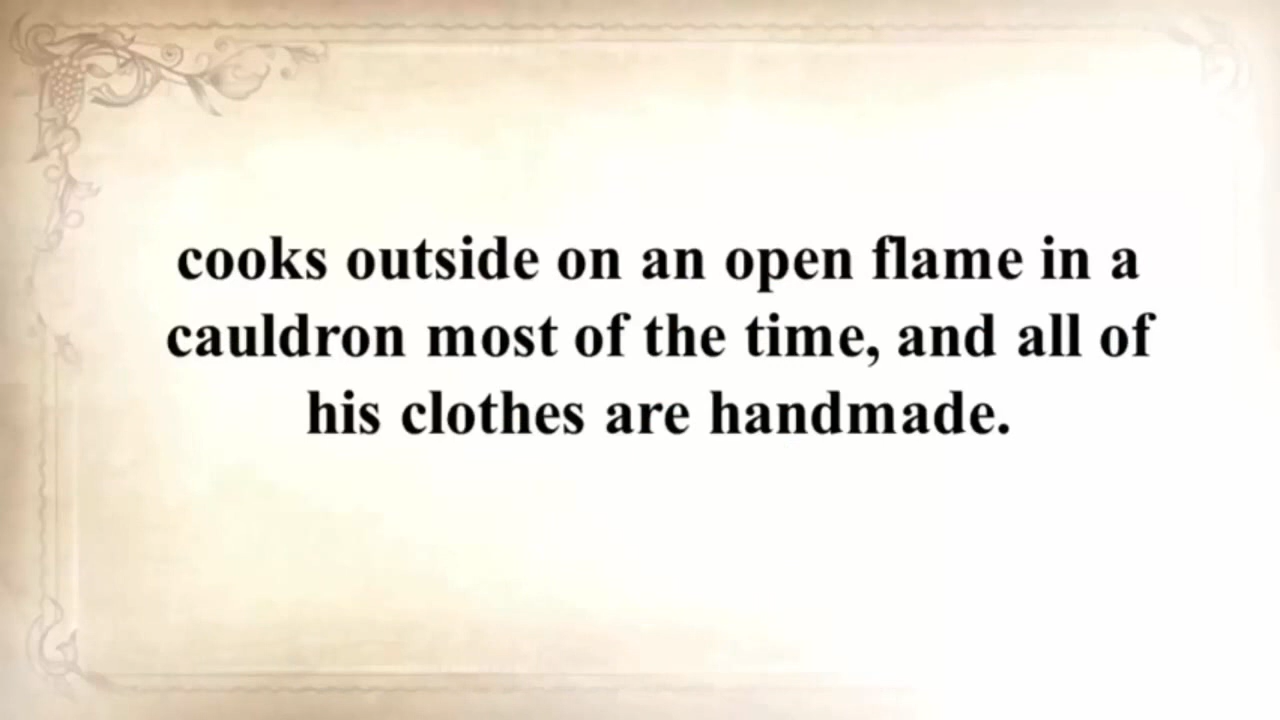 cooks outside on an open flame in a
cauldron most of the time, and all of
his clothes are handmade.